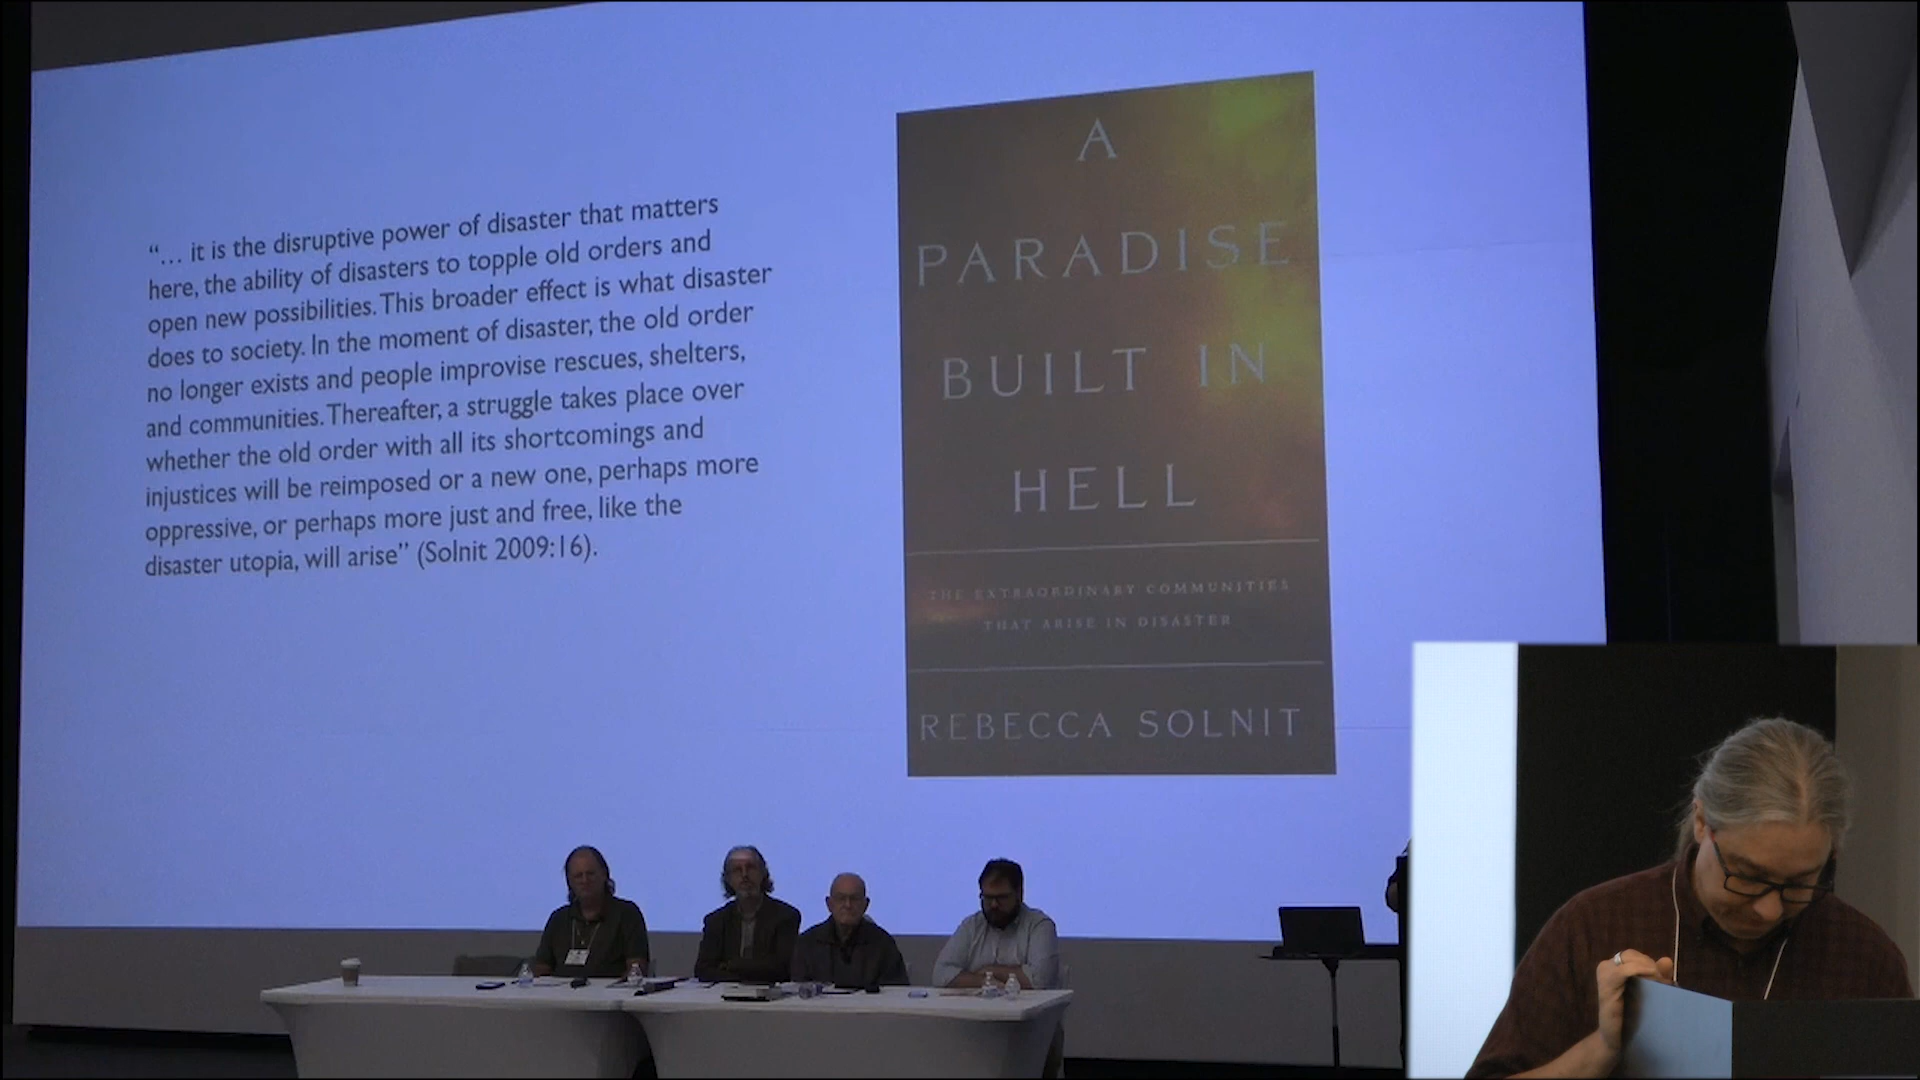 “… it is the disruptive power of disaster that matters
here, the ability of disasters to topple old orders and
open new possibilities. This broader effect is what disaster
does to society. In the moment of disaster, the old order
no longer exists and people improvise rescues, shelters,
and communities. Thereafter, a struggle takes place over
whether the old order with all its shortcomings and
injustices will be reimposed or a new one, perhaps more
oppressive, or perhaps more just and free, like the
disaster utopia, will arise” (Solnit 2009:16).
A
PARADISE
BUILT IN
HELL
THE EXTRAORDINARY COMMUNITIES
THAT ARISE IN DISASTER
REBECCA SOLNIT